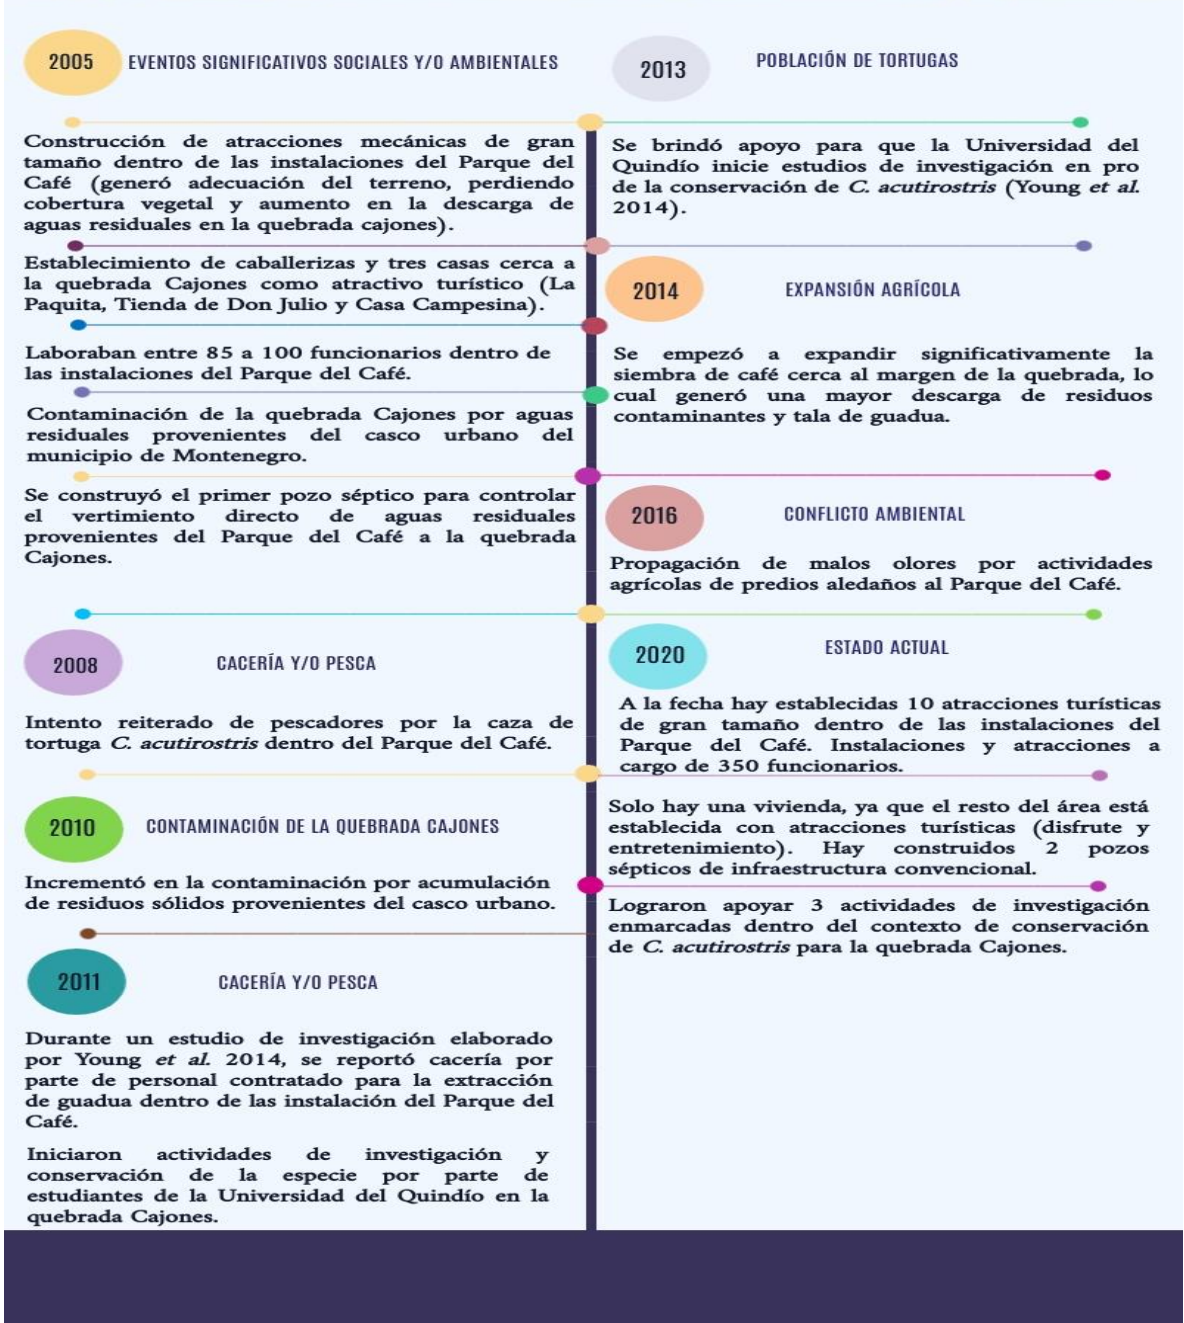 2005
EVENTOS SIGNIFICATIVOS SOCIALES Y/O AMBIENTALES
Construcción de atracciones mecánicas de gran
tamaño dentro de las instalaciones del Parque del
Café (generó adecuación del terreno, perdiendo
cobertura vegetal y aumento en la descarga de
aguas residuales en la quebrada cajones).
Establecimiento de caballerizas y tres casas cerca a
la quebrada Cajones como atractivo turístico (La
Paquita, Tienda de Don Julio y Casa Campesina).
Laboraban entre 85 a 100 funcionarios dentro de
las instalaciones del Parque del Café.
Contaminación de la quebrada Cajones por aguas
residuales provenientes del casco urbano del
municipio de Montenegro.
Se construyó el primer pozo séptico para controlar
el vertimiento directo de aguas residuales
provenientes del Parque del Café a la quebrada
Cajones.
2008
CACERÍA Y/O PESCA
Intento reiterado de pescadores por la caza de
tortuga C. acutirostris dentro del Parque del Café.
2010
CONTAMINACIÓN DE LA QUEBRADA CAJONES
Incrementó en la contaminación por acumulación
de residuos sólidos provenientes del casco urbano.
2011
CACERÍA Y/O PESCA
Durante un estudio de investigación elaborado
por Young et al. 2014, se reportó cacería por
parte de personal contratado para la extracción
de guadua dentro de las instalación del Parque del
Café.
Iniciaron actividades de investigación y
conservación de la especie por parte de
estudiantes de la Universidad del Quindío en la
quebrada Cajones.
2013
POBLACIÓN DE TORTUGAS
Se brindó apoyo para que la Universidad del
Quindío inicie estudios de investigación en pro
de la conservación de C. acutirostris (Young et al.
2014).
2014
EXPANSIÓN AGRÍCOLA
Se empezó a expandir significativamente la
siembra de café cerca al margen de la quebrada, lo
cual generó una mayor descarga de residuos
contaminantes y tala de guadua.
2016
CONFLICTO AMBIENTAL
Propagación de malos olores por actividades
agrícolas de predios aledaños al Parque del Café.
2020
ESTADO ACTUAL
A la fecha hay establecidas 10 atracciones turísticas
de gran tamaño dentro de las instalaciones del
Parque del Café. Instalaciones y atracciones a
cargo de 350 funcionarios.
Solo hay una vivienda, ya que el resto del área está
establecida con atracciones turísticas (disfrute y
entretenimiento). Hay construidos 2 pozos
sépticos de infraestructura convencional.
Lograron apoyar 3 actividades de investigación
enmarcadas dentro del contexto de conservación
de C. acutirostris para la quebrada Cajones.